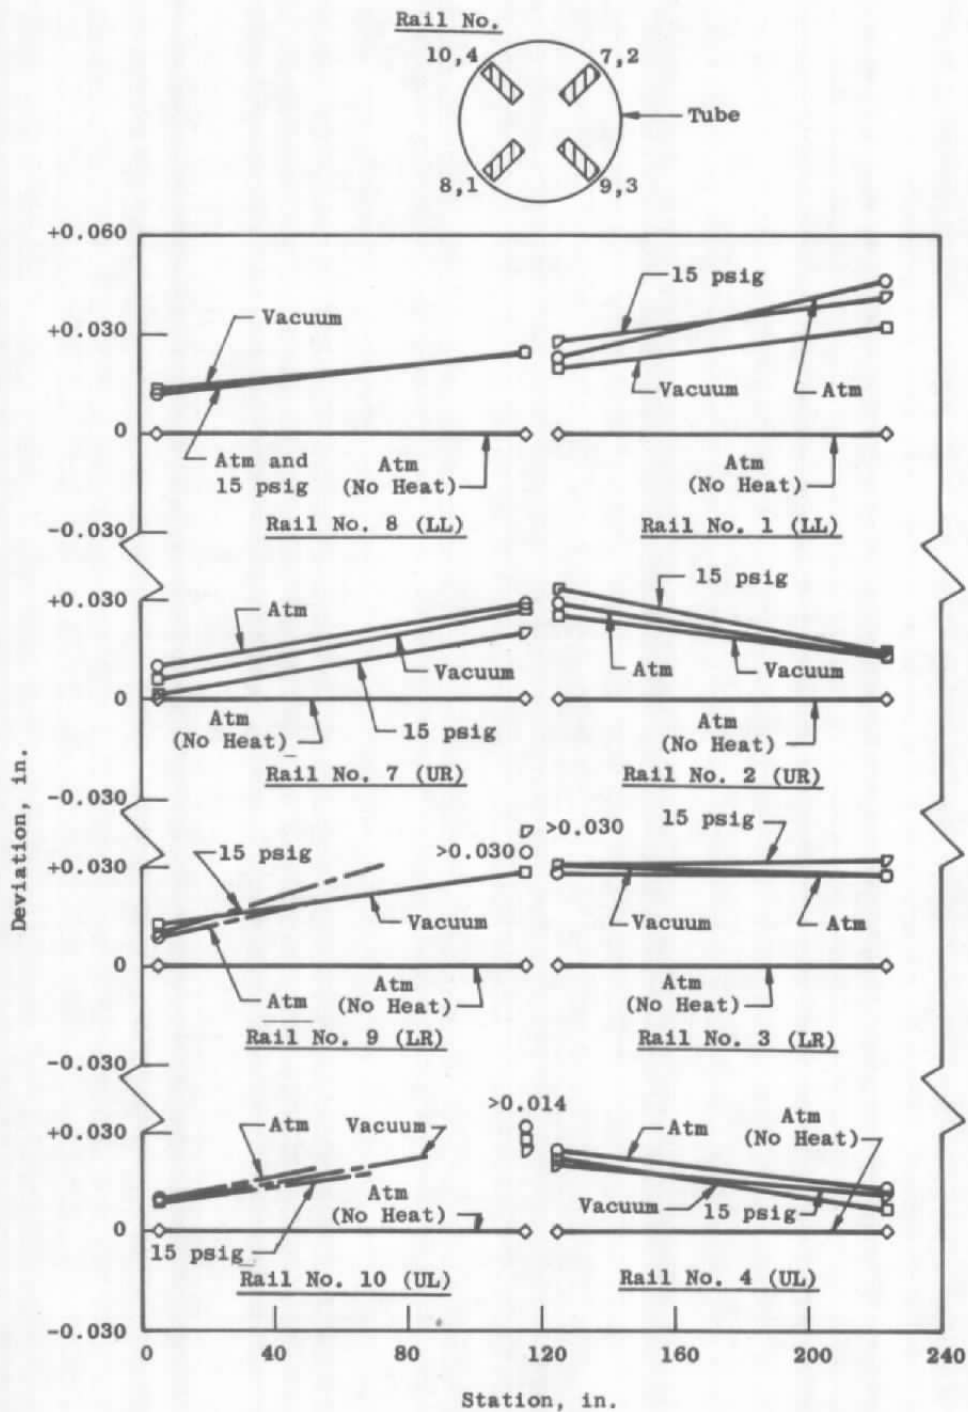 Rail No.
10,4
7,2
Tube
8,1
9,3
+0.060
15 psig
Vacuum
+0.030
Vacuum
Atm
0
Atm and
15 psig
Atm
(No Heat)
Atm
(No Heat)
Rail No. 8 (LL)
Rail No. 1 (LL)
-0.030
+0.030
Atm
15 psig
Vacuum
Atm
Vacuum
0
Atm
(No Heat)
15 psig
Atm
(No Heat)
Rail No. 7 (UR)
Rail No. 2 (UR)
-0.030
>0.030
15 psig
+0.030
15 psig
>0.030
Vacuum
Vacuum
Atm
0
Atm
Atm
(No Heat)
Atm
(No Heat)
Rail No. 9 (LR)
Rail No. 3 (LR)
-0.030
>0.014
+0.030
Atm
Vacuum
Atm
Atm
(No Heat)
Atm
(No Heat)
Vacuum
15 psig
0
15 psig
Rail No. 10 (UL)
Rail No. 4 (UL)
-0.030
0
40
80
120
160
200
240
Station, in.
Deviation, in.